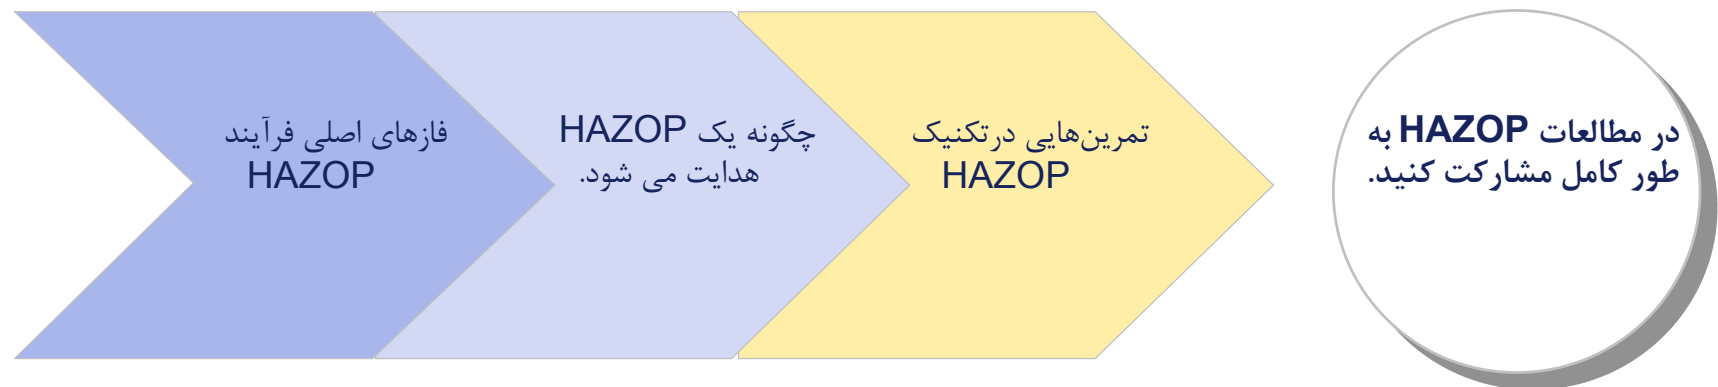 فازهای اصلی فرآیند
HAZOP
چگونه یک HAZOP
هدایت می شود.
تمرین‌هایی درتکنیک
HAZOP
در مطالعات HAZOP به
طور کامل مشارکت کنید.